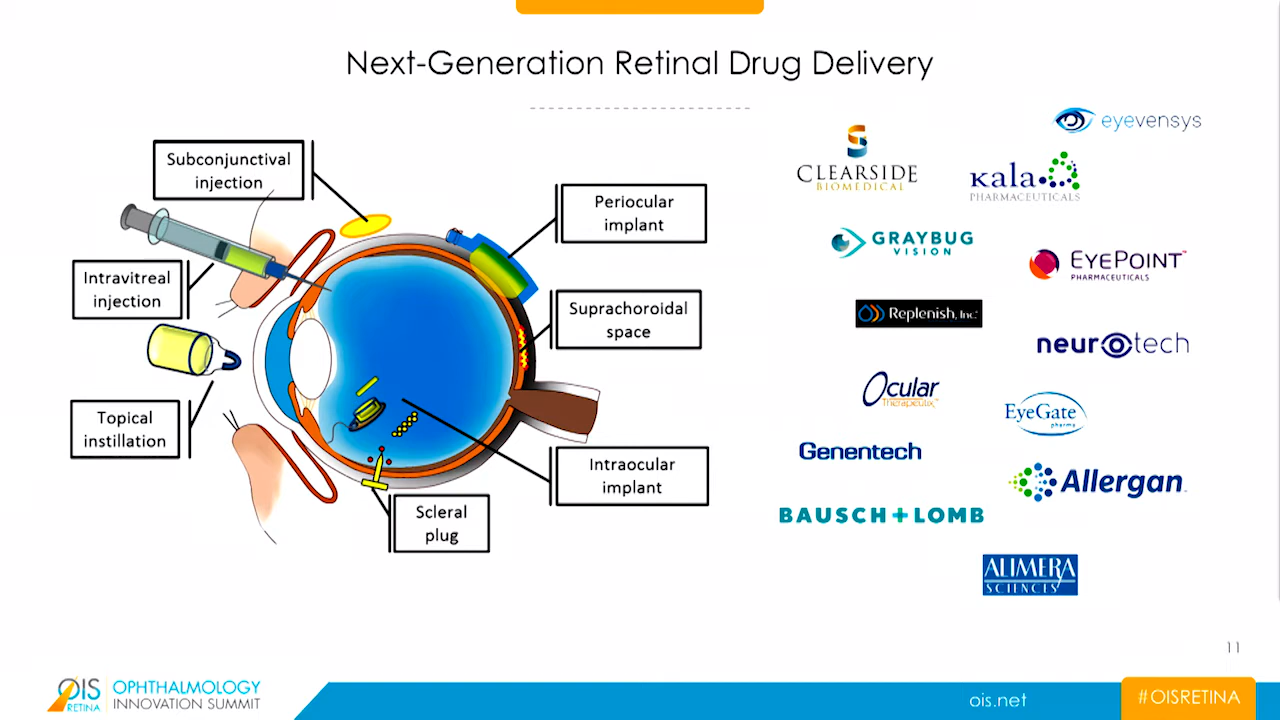 Next-Generation Retinal Drug Delivery
Subconjunctival
injection
Intravitreal
injection
Topical
instillation
Periocular
implant
Suprachoroidal
space
Intraocular
implant
Scleral
plug
eyevensys
CLEARSIDE
BIOMEDICAL
kala
PHARMACEUTICALS
GRAYBUG
VISION
EYEPOINT™
PHARMACEUTICALS
Replenish, Inc.
neurotech
Ocular
Therapeutix™
EyeGate
pharma
Genentech
Allergan
BAUSCH + LOMB
ALIMERA
SCIENCES
11
OIS
RETINA
OPHTHALMOLOGY
INNOVATION SUMMIT
ois.net
#OISRETINA